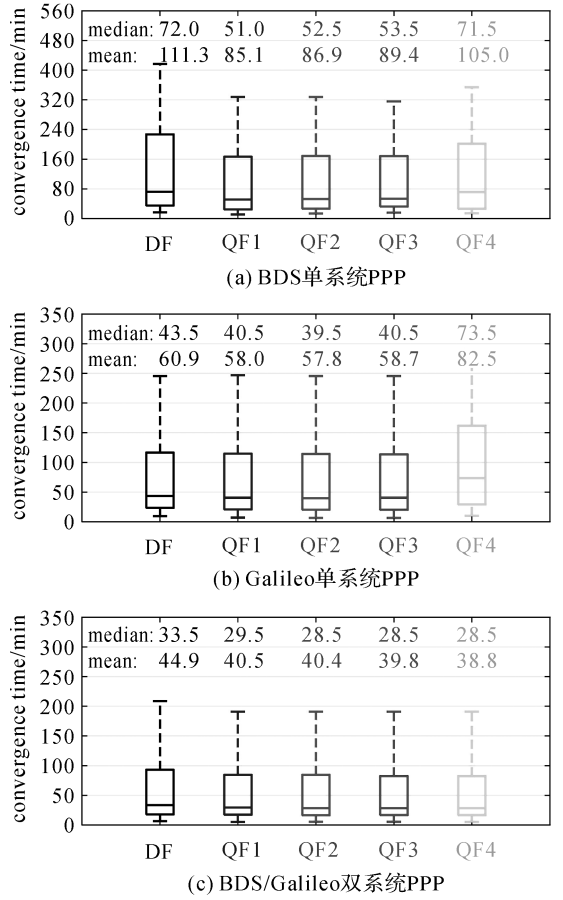 convergence time/min
560
480
400
320
240
160
80
0
median: 72.0 51.0 52.5 53.5 71.5
mean: 111.3 85.1 86.9 89.4 105.0
DF QF1 QF2 QF3 QF4
(a) BDS单系统PPP
convergence time/min
350
300
250
200
150
100
50
0
median: 43.5 40.5 39.5 40.5 73.5
mean: 60.9 58.0 57.8 58.7 82.5
DF QF1 QF2 QF3 QF4
(b) Galileo单系统PPP
convergence time/min
350
300
250
200
150
100
50
0
median: 33.5 29.5 28.5 28.5 28.5
mean: 44.9 40.5 40.4 39.8 38.8
DF QF1 QF2 QF3 QF4
(c) BDS/Galileo双系统PPP